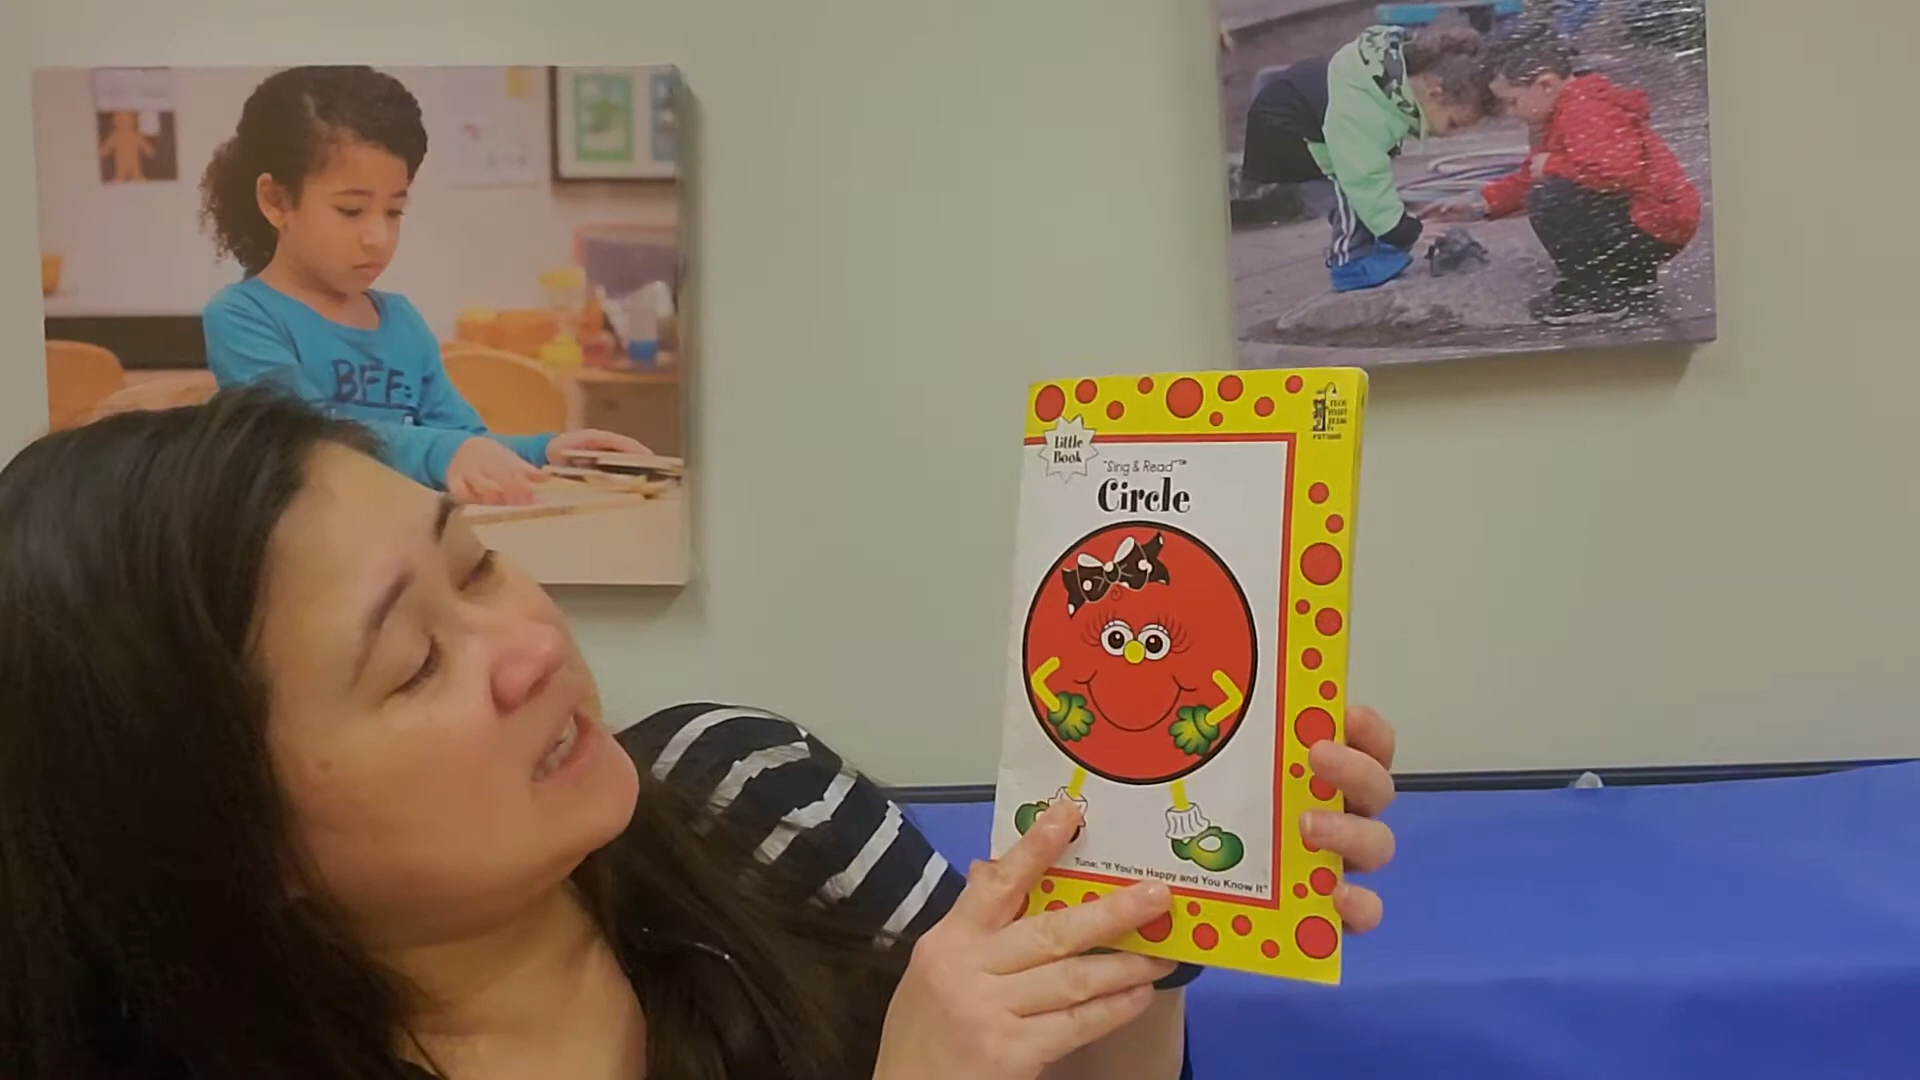 BFF:
Little
Book
"Sing & Read"™
Circle
Tune: "If You're Happy and You Know It"